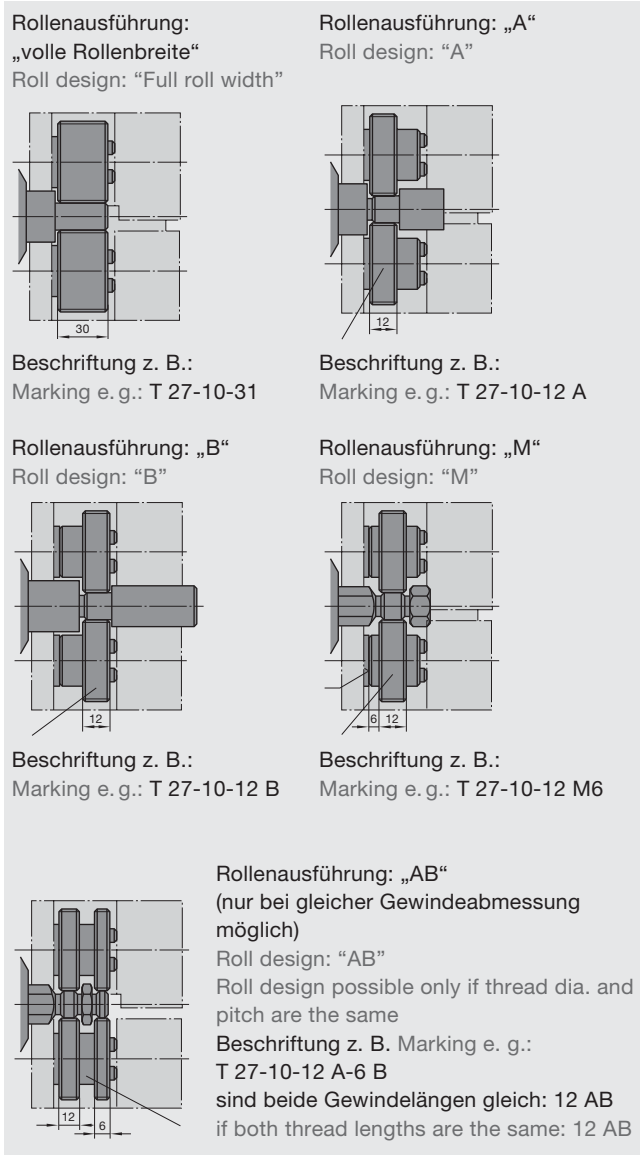 Rollenausführung:
„volle Rollenbreite“
Roll design: “Full roll width”
30
Beschriftung z. B.:
Marking e. g.: T 27-10-31
Rollenausführung: „A“
Roll design: “A”
12
Beschriftung z. B.:
Marking e. g.: T 27-10-12 A
Rollenausführung: „B“
Roll design: “B”
12
Beschriftung z. B.:
Marking e. g.: T 27-10-12 B
Rollenausführung: „M“
Roll design: “M”
6 12
Beschriftung z. B.:
Marking e. g.: T 27-10-12 M6
12 6
Rollenausführung: „AB“
(nur bei gleicher Gewindeabmessung
möglich)
Roll design: “AB”
Roll design possible only if thread dia. and
pitch are the same
Beschriftung z. B. Marking e. g.:
T 27-10-12 A-6 B
sind beide Gewindelängen gleich: 12 AB
if both thread lengths are the same: 12 AB